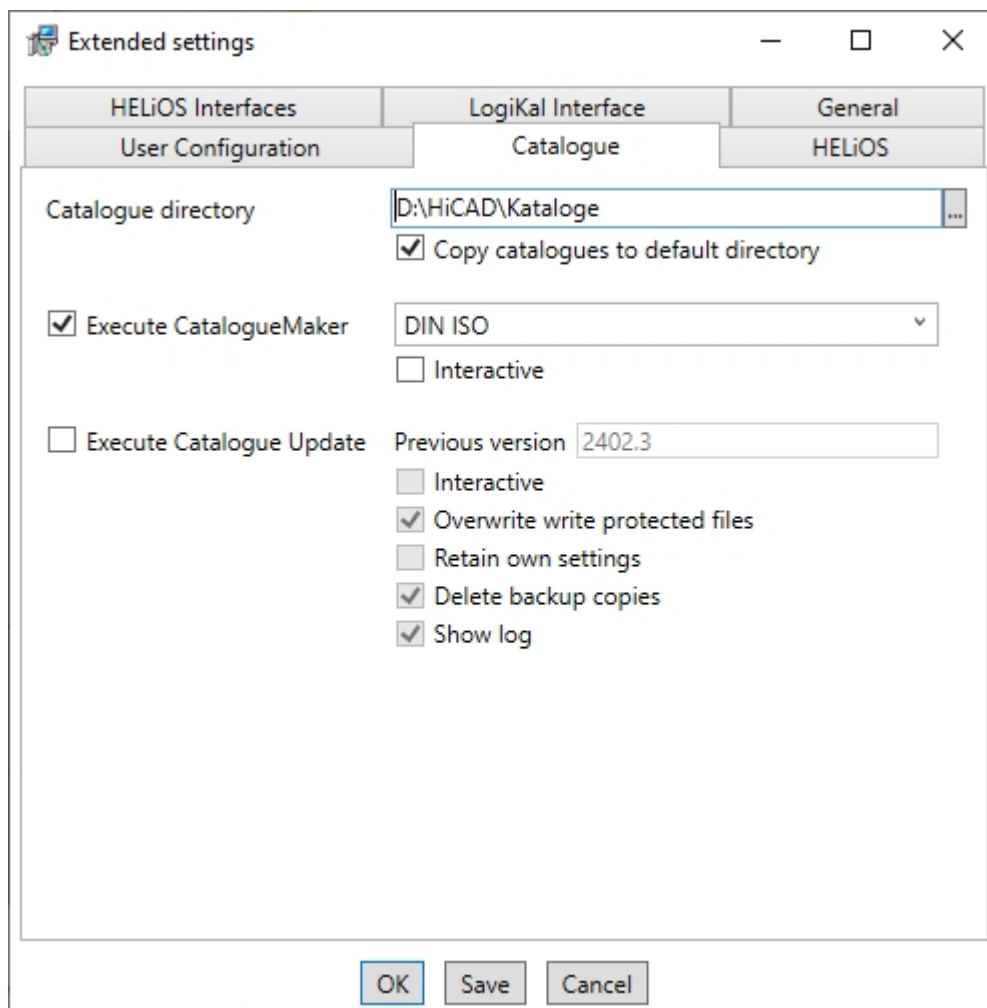 Extended settings
HELiOS Interfaces LogiKal Interface General
User Configuration Catalogue HELiOS
Catalogue directory D:\HiCAD\Kataloge ...
Copy catalogues to default directory
Execute CatalogueMaker DIN ISO
Interactive
Execute Catalogue Update Previous version 2402.3
Interactive
Overwrite write protected files
Retain own settings
Delete backup copies
Show log
OK Save Cancel